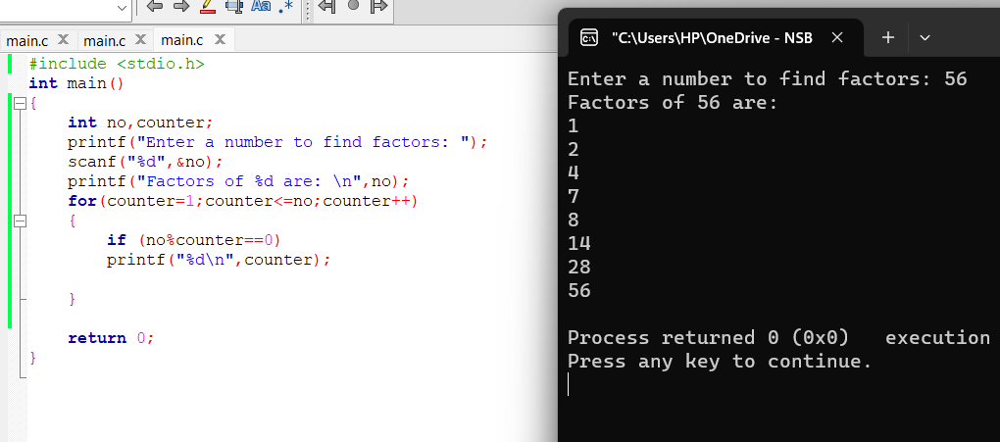 Aa .*
main.c X main.c X main.c X
#include <stdio.h>
int main()
{
    int no,counter;
    printf("Enter a number to find factors: ");
    scanf("%d",&no);
    printf("Factors of %d are: \n",no);
    for(counter=1;counter<=no;counter++)
    {
        if (no%counter==0)
        printf("%d\n",counter);
    }
    return 0;
}
"C:\Users\HP\OneDrive - NSB
Enter a number to find factors: 56
Factors of 56 are:
1
2
4
7
8
14
28
56
Process returned 0 (0x0)   execution
Press any key to continue.